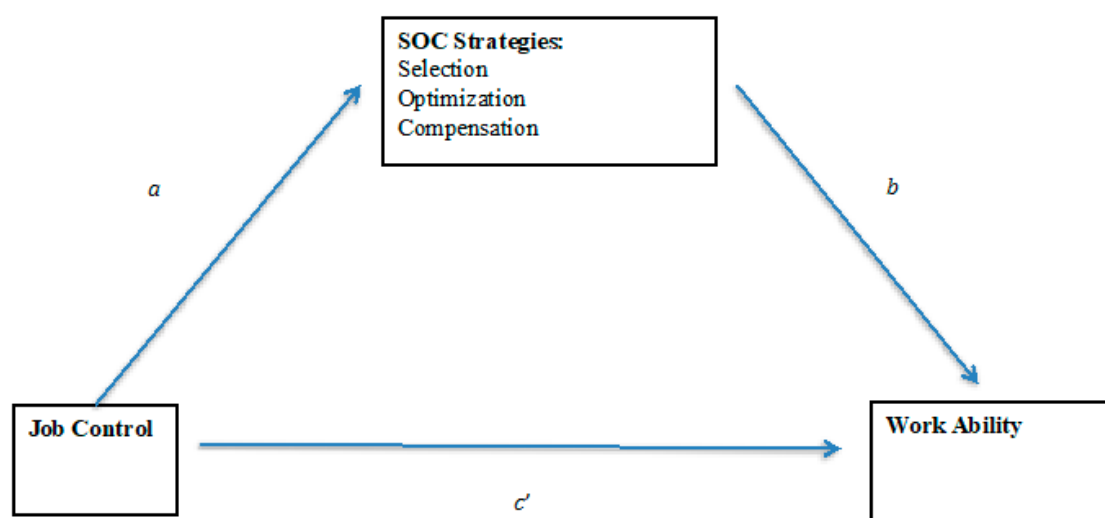 SOC Strategies:
Selection
Optimization
Compensation
a
b
Job Control
Work Ability
c'